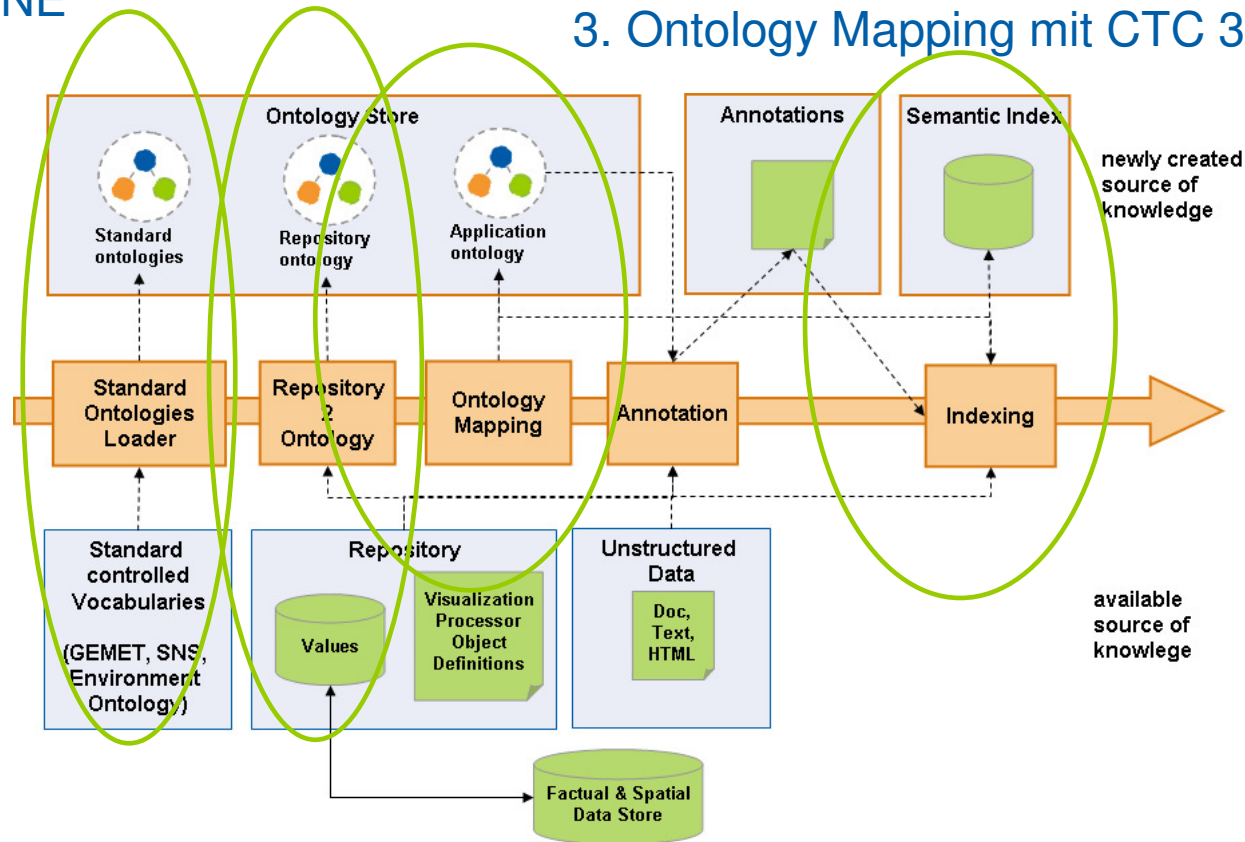 NE
3. Ontology Mapping mit CTC 3
Ontology Store
Annotations
Semantic Index
newly created
source of
knowledge
Standard
ontologies
Repository
ontology
Application
ontology
Standard
Ontologies
Loader
Repository
2
Ontology
Ontology
Mapping
Annotation
Indexing
Standard
controlled
Vocabularies
(GEMET, SNS,
Environment
Ontology)
Repository
Values
Visualization
Processor
Object
Definitions
Unstructured
Data
Doc,
Text,
HTML
available
source of
knowlege
Factual & Spatial
Data Store